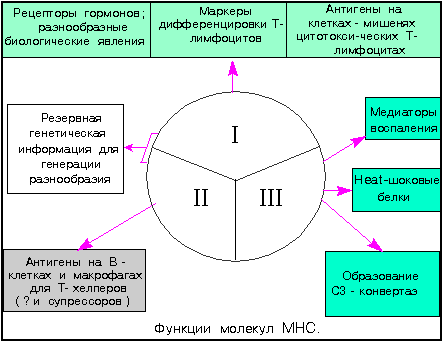 Рецепторы гормонов;
разнообразные
биологические явления
Маркеры
дифференцировки Т-
лимфоцитов
Антигены на
клетках - мишенях
цитотокси-ческих Т-
лимфоцитах
Резервная
генетическая
информация для
генерации
разнообразия
I
II
III
Медиаторы
воспаления
Heat-шоковые
белки
Образование
С3 - конвертаз
Антигены на В -
клетках и макрофагах
для Т- хелперов
( ? и супрессоров )
Функции молекул МНС.